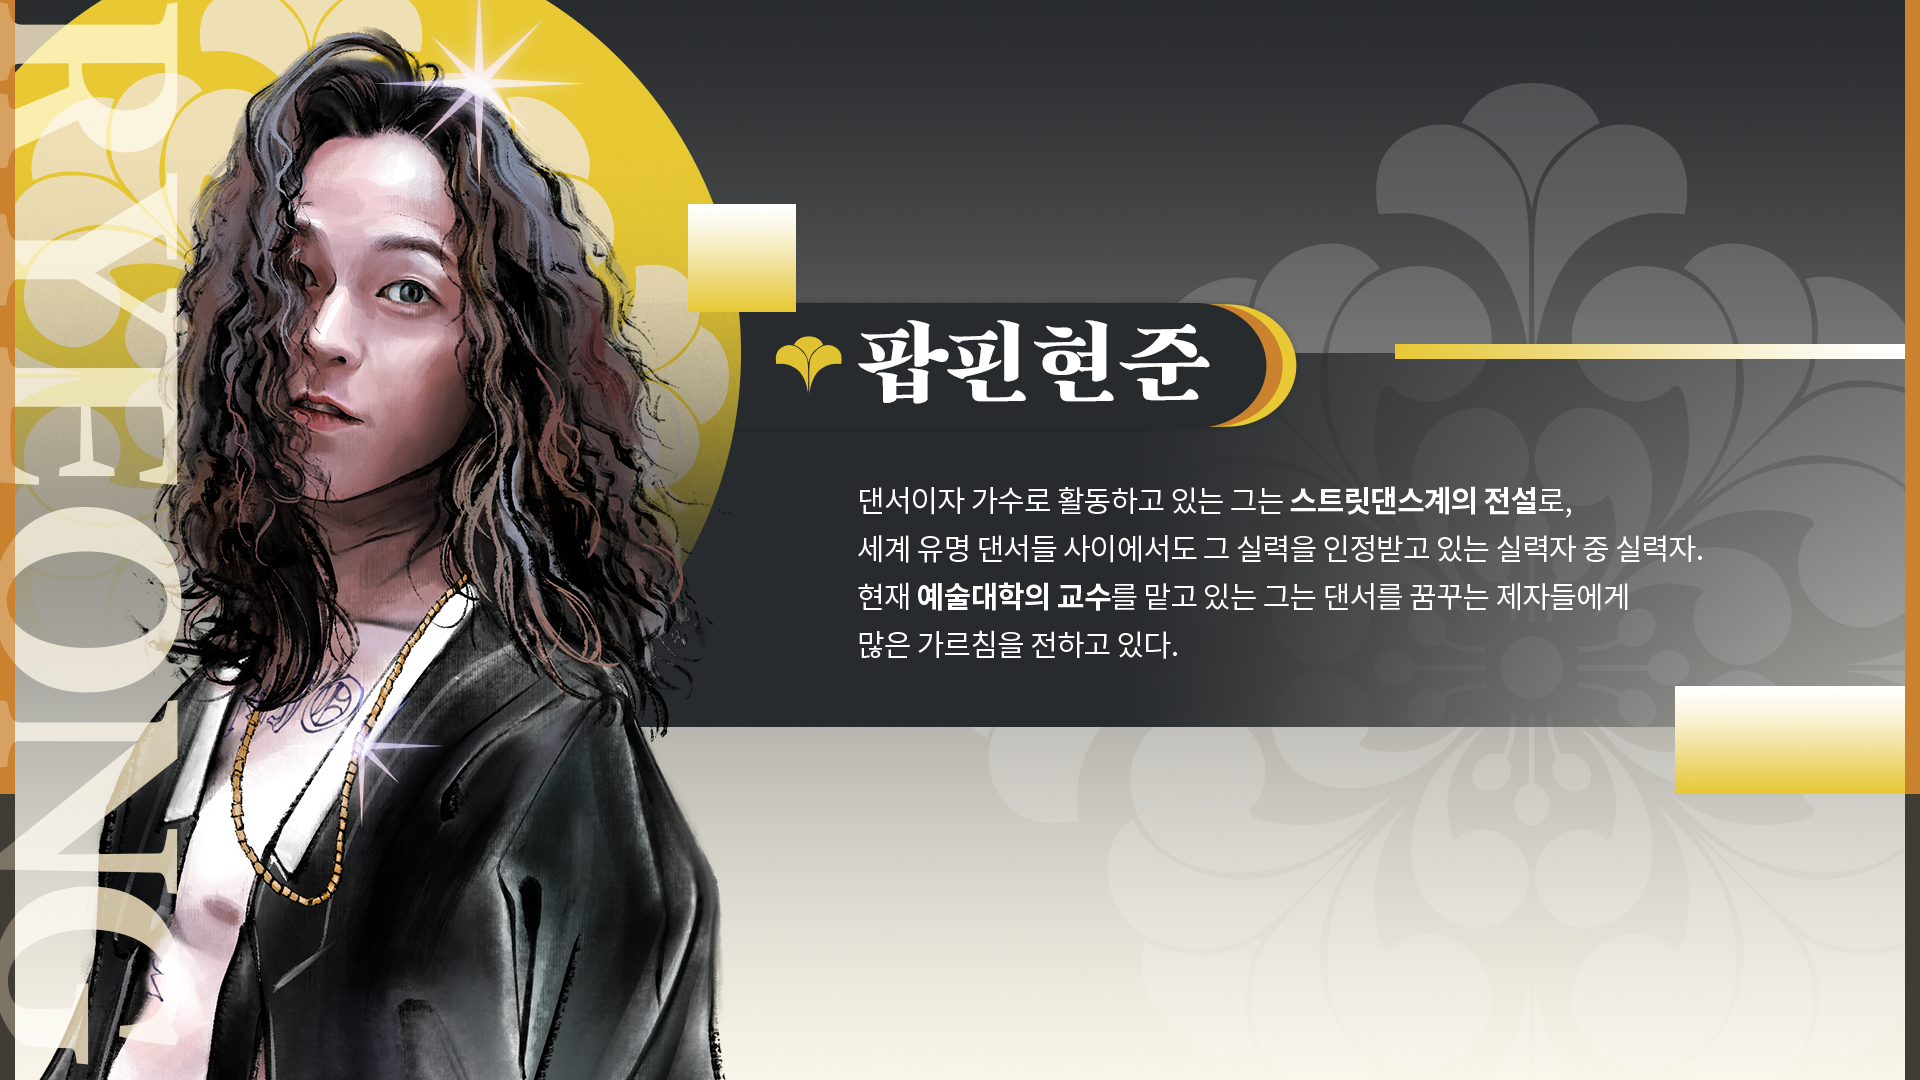 RYEONG
팝핀현준
댄서이자 가수로 활동하고 있는 그는 스트릿댄스계의 전설로,
세계 유명 댄서들 사이에서도 그 실력을 인정받고 있는 실력자 중 실력자.
현재 예술대학의 교수를 맡고 있는 그는 댄서를 꿈꾸는 제자들에게
많은 가르침을 전하고 있다.